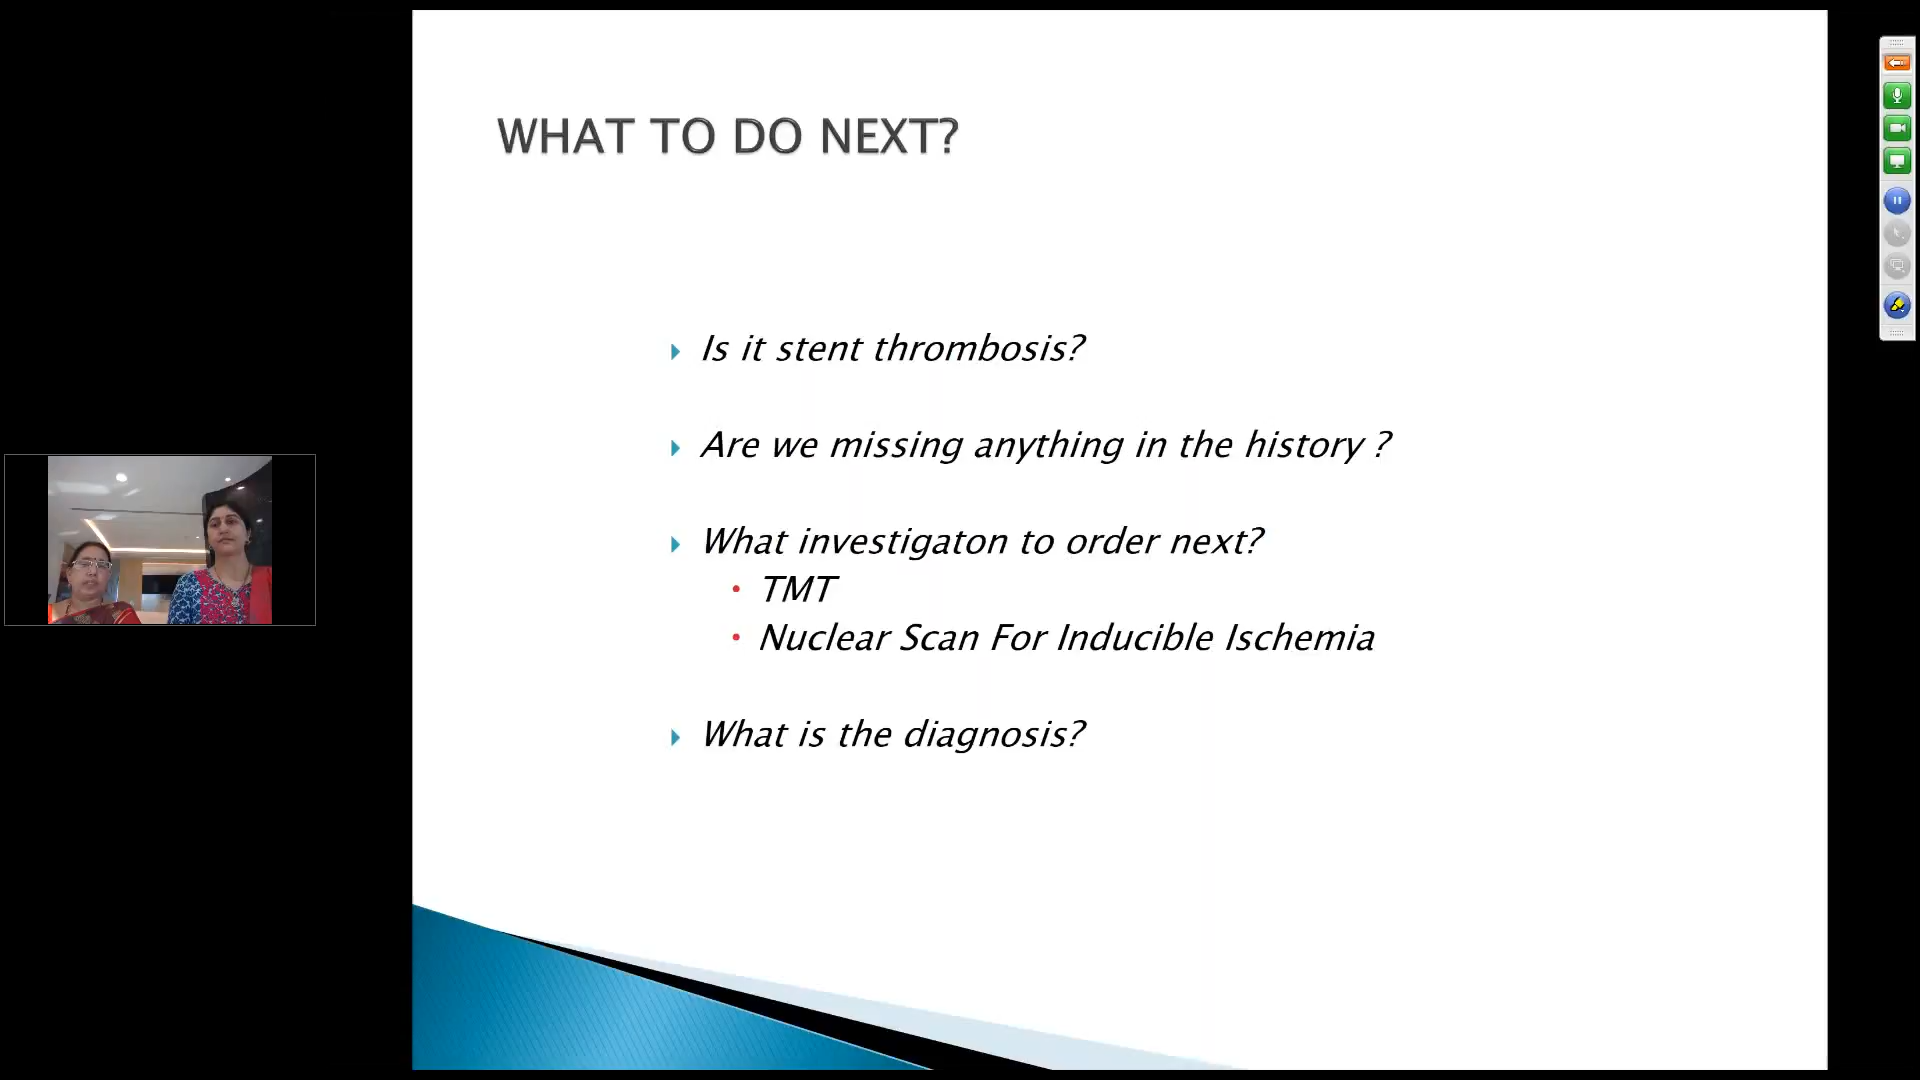 WHAT TO DO NEXT?
Is it stent thrombosis?
Are we missing anything in the history ?
What investigaton to order next?
TMT
Nuclear Scan For Inducible Ischemia
What is the diagnosis?